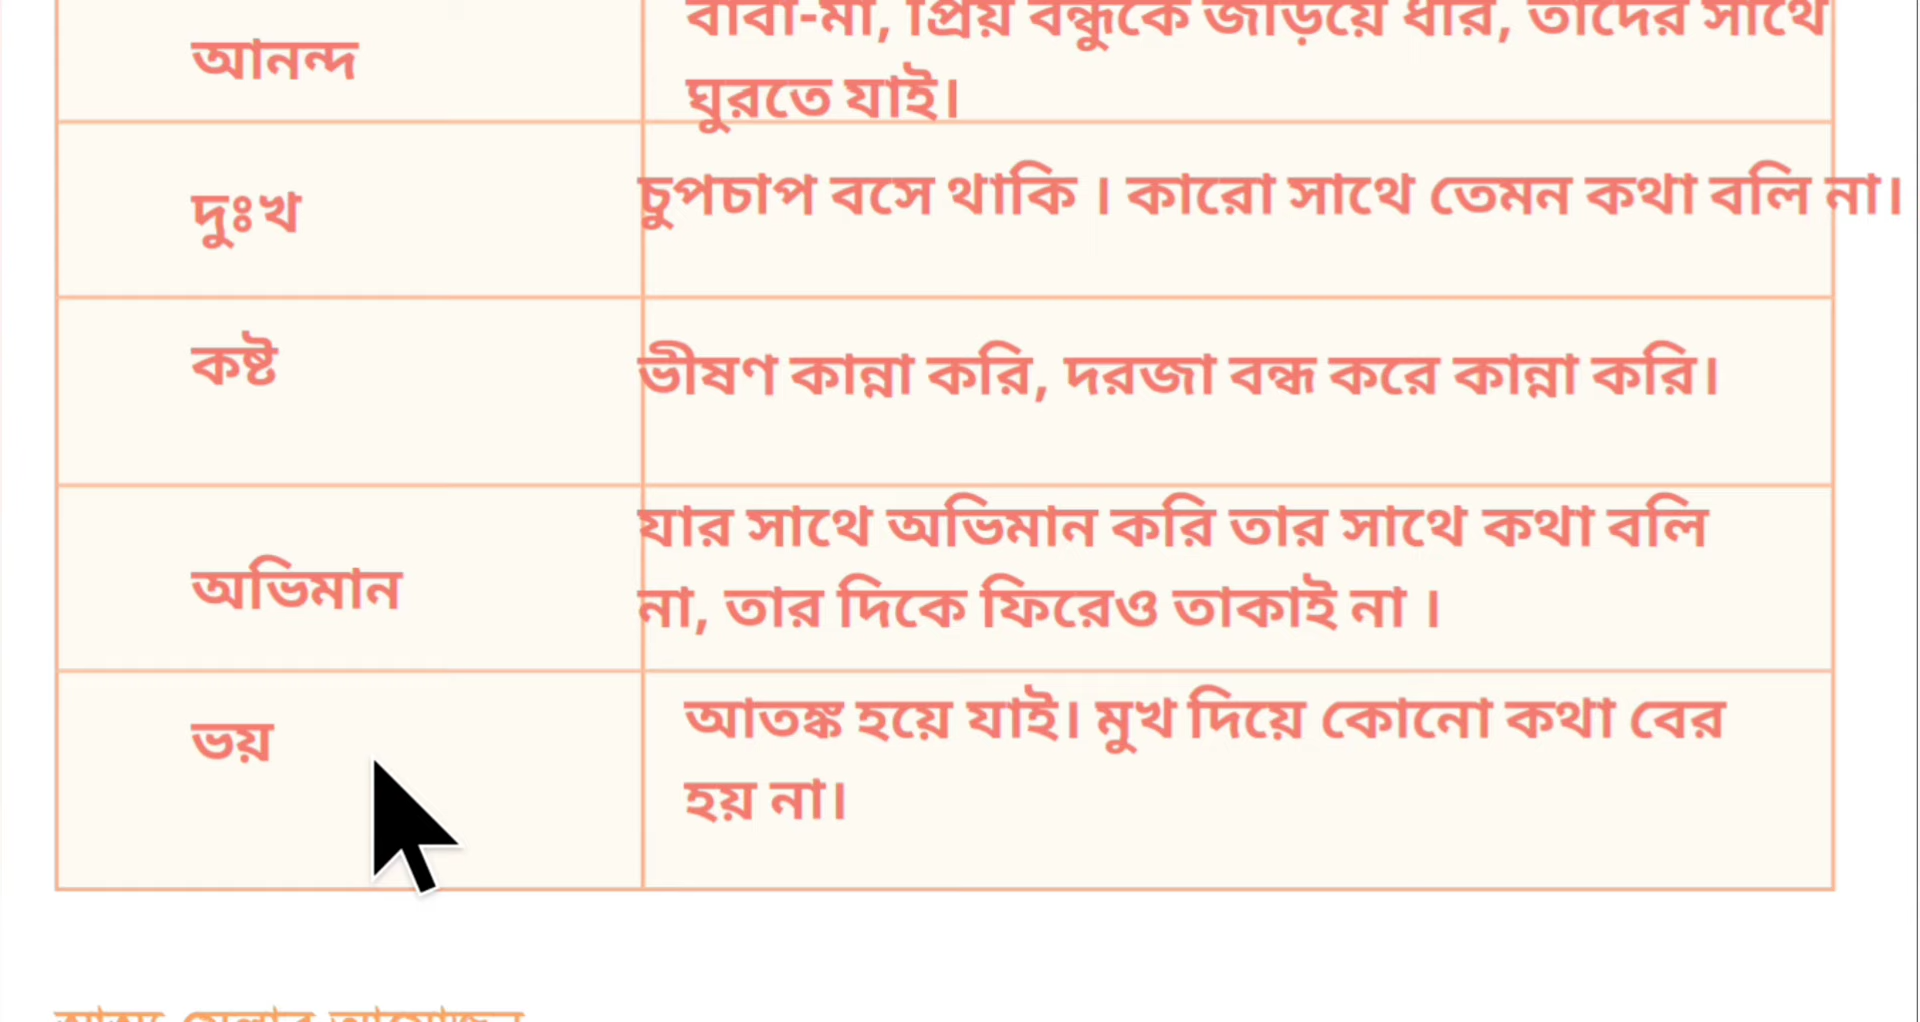 আনন্দ
বাবা-মা, প্রিয় বন্ধুকে জড়িয়ে ধরি, তাদের সাথে
ঘুরতে যাই।
দুঃখ
চুপচাপ বসে থাকি । কারো সাথে তেমন কথা বলি না।
কষ্ট
ভীষণ কান্না করি, দরজা বন্ধ করে কান্না করি।
অভিমান
যার সাথে অভিমান করি তার সাথে কথা বলি
না, তার দিকে ফিরেও তাকাই না ।
ভয়
আতঙ্ক হয়ে যাই। মুখ দিয়ে কোনো কথা বের
হয় না।